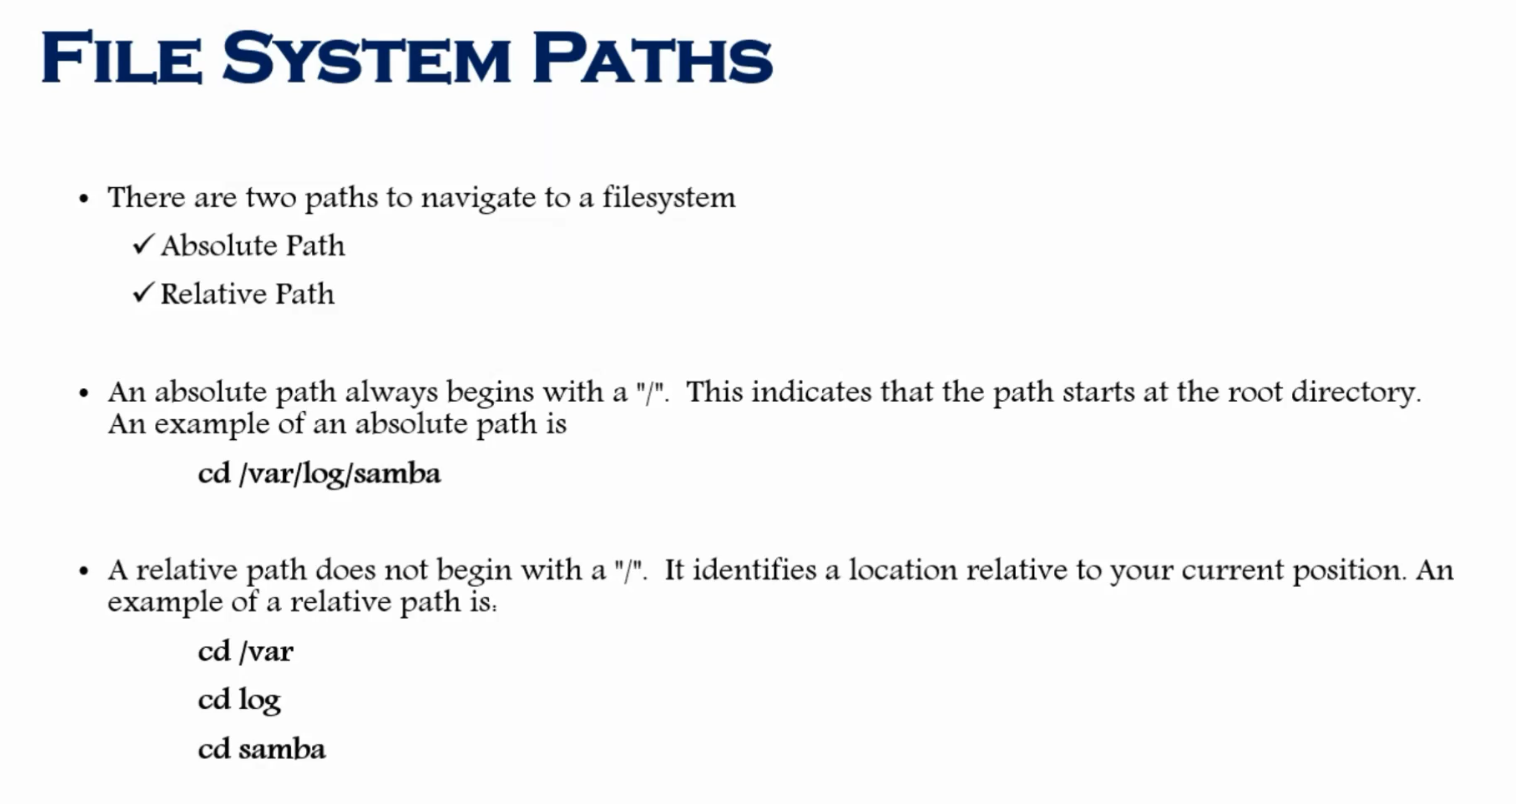 FILE SYSTEM PATHS
• There are two paths to navigate to a filesystem
✓ Absolute Path
✓ Relative Path
• An absolute path always begins with a "/".  This indicates that the path starts at the root directory.
An example of an absolute path is
cd /var/log/samba
• A relative path does not begin with a "/".  It identifies a location relative to your current position. An
example of a relative path is:
cd /var
cd log
cd samba